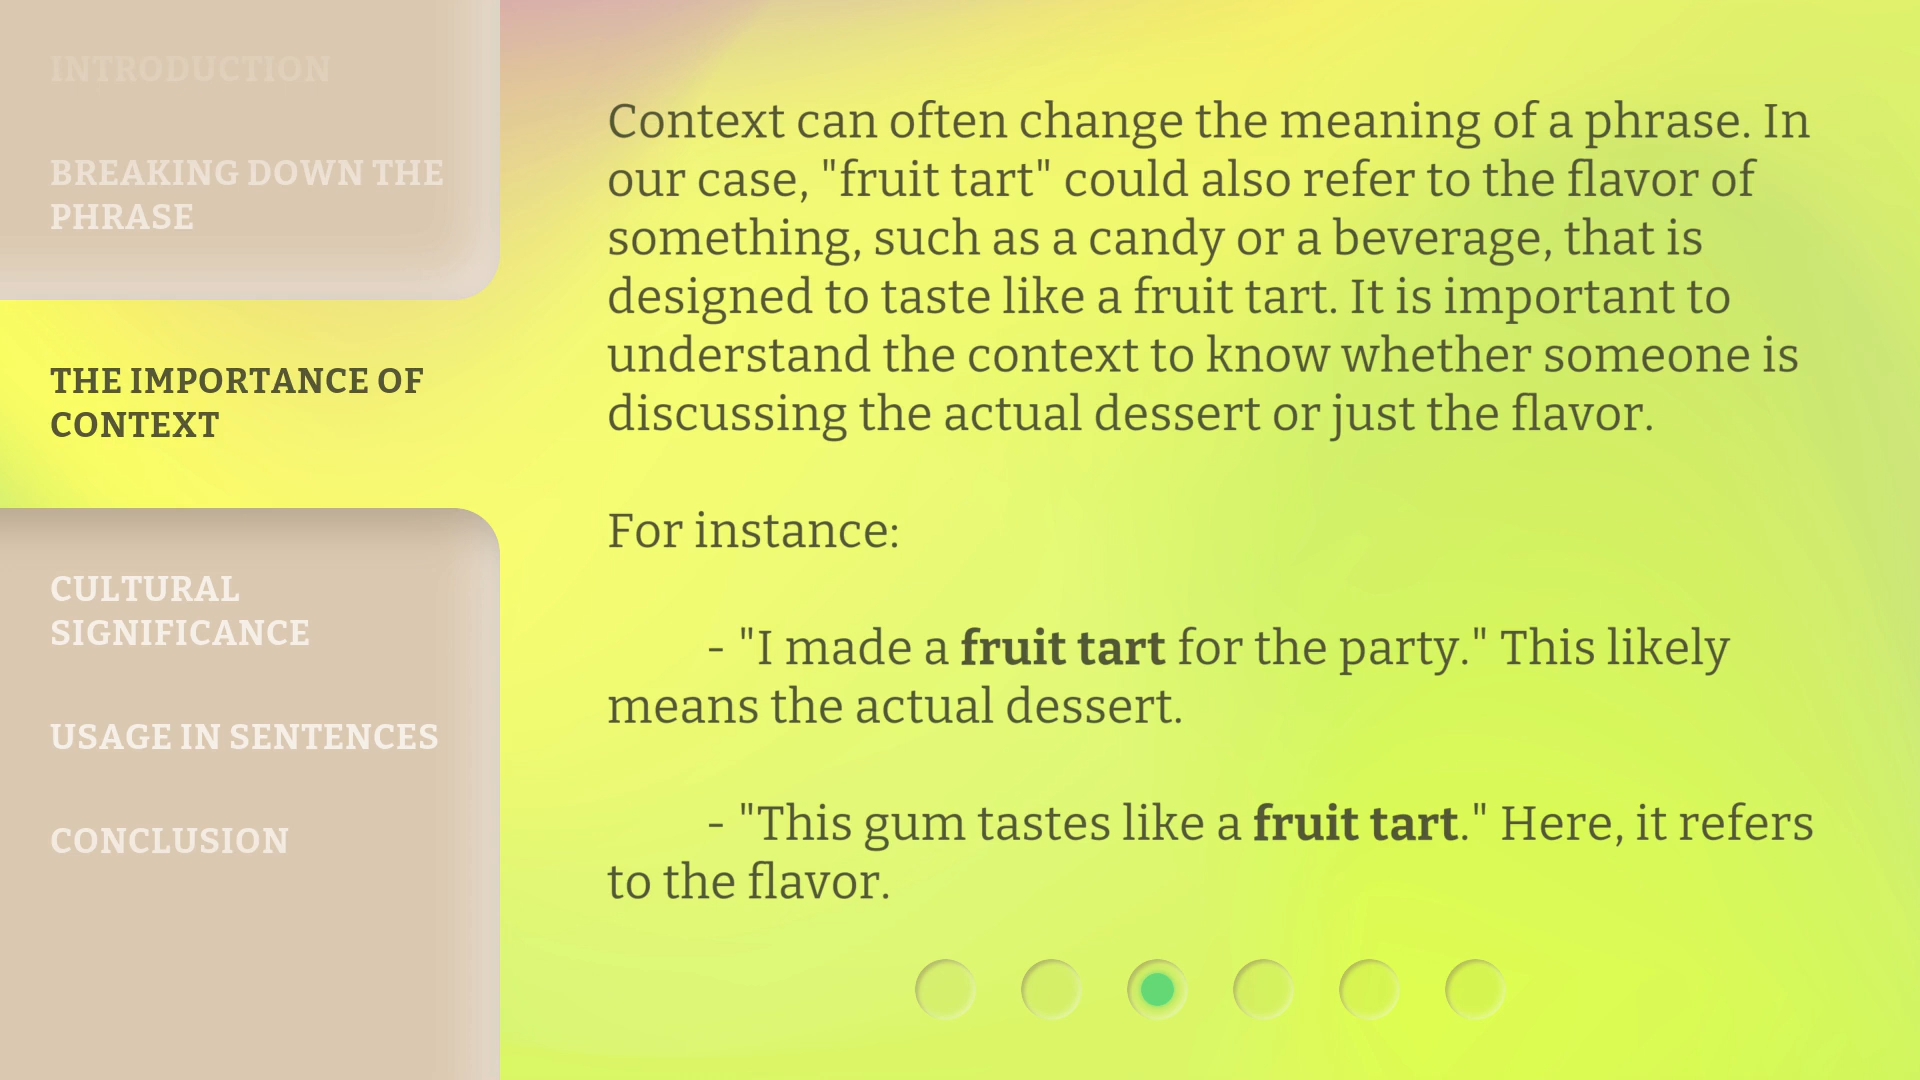 INTRODUCTION
BREAKING DOWN THE
PHRASE
THE IMPORTANCE OF
CONTEXT
CULTURAL
SIGNIFICANCE
USAGE IN SENTENCES
CONCLUSION
Context can often change the meaning of a phrase. In
our case, "fruit tart" could also refer to the flavor of
something, such as a candy or a beverage, that is
designed to taste like a fruit tart. It is important to
understand the context to know whether someone is
discussing the actual dessert or just the flavor.
For instance:
- "I made a fruit tart for the party." This likely
means the actual dessert.
- "This gum tastes like a fruit tart." Here, it refers
to the flavor.